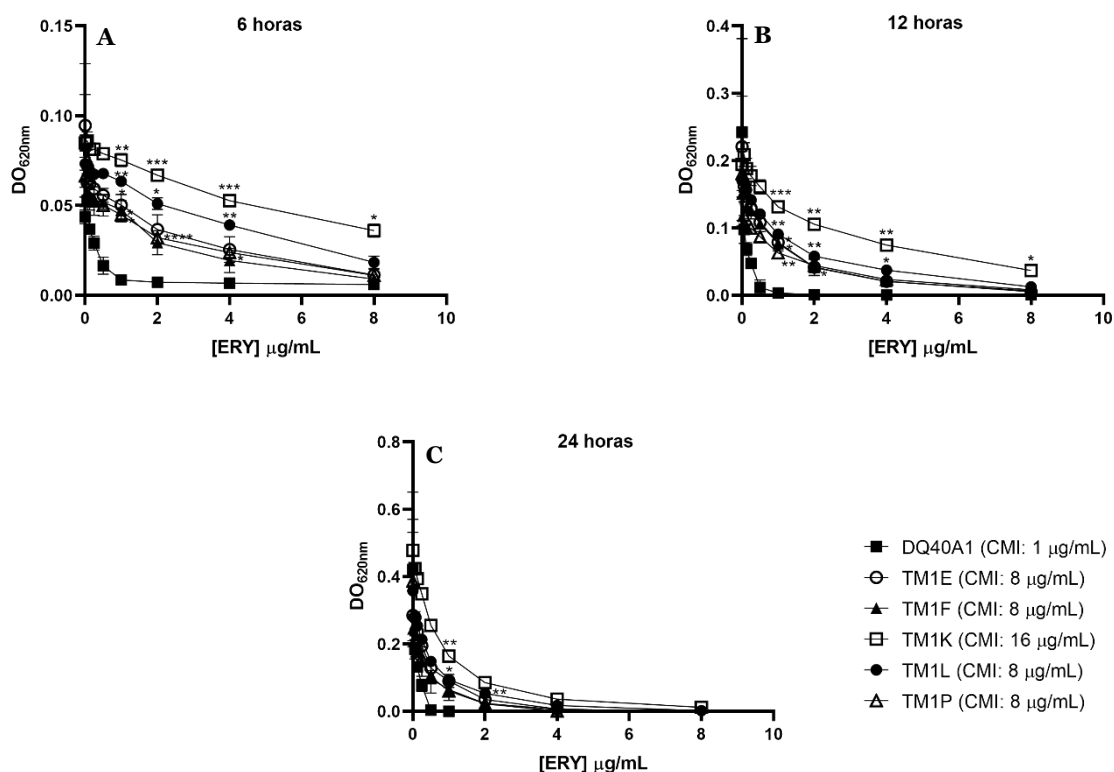 6 horas
A
0.15
0.10
0.05
0.00
DO620nm
** *** *** *
** * **
* * * **** *
0 2 4 6 8 10
[ERY] μg/mL
12 horas
B
0.4
0.3
0.2
0.1
0.0
DO620nm
*** ** ** *
** ** *
* * ** *
0 2 4 6 8 10
[ERY] μg/mL
24 horas
C
0.8
0.6
0.4
0.2
0.0
DO620nm
**
* **
0 2 4 6 8 10
[ERY] μg/mL
DQ40A1 (CMI: 1 μg/mL)
TM1E (CMI: 8 μg/mL)
TM1F (CMI: 8 μg/mL)
TM1K (CMI: 16 μg/mL)
TM1L (CMI: 8 μg/mL)
TM1P (CMI: 8 μg/mL)